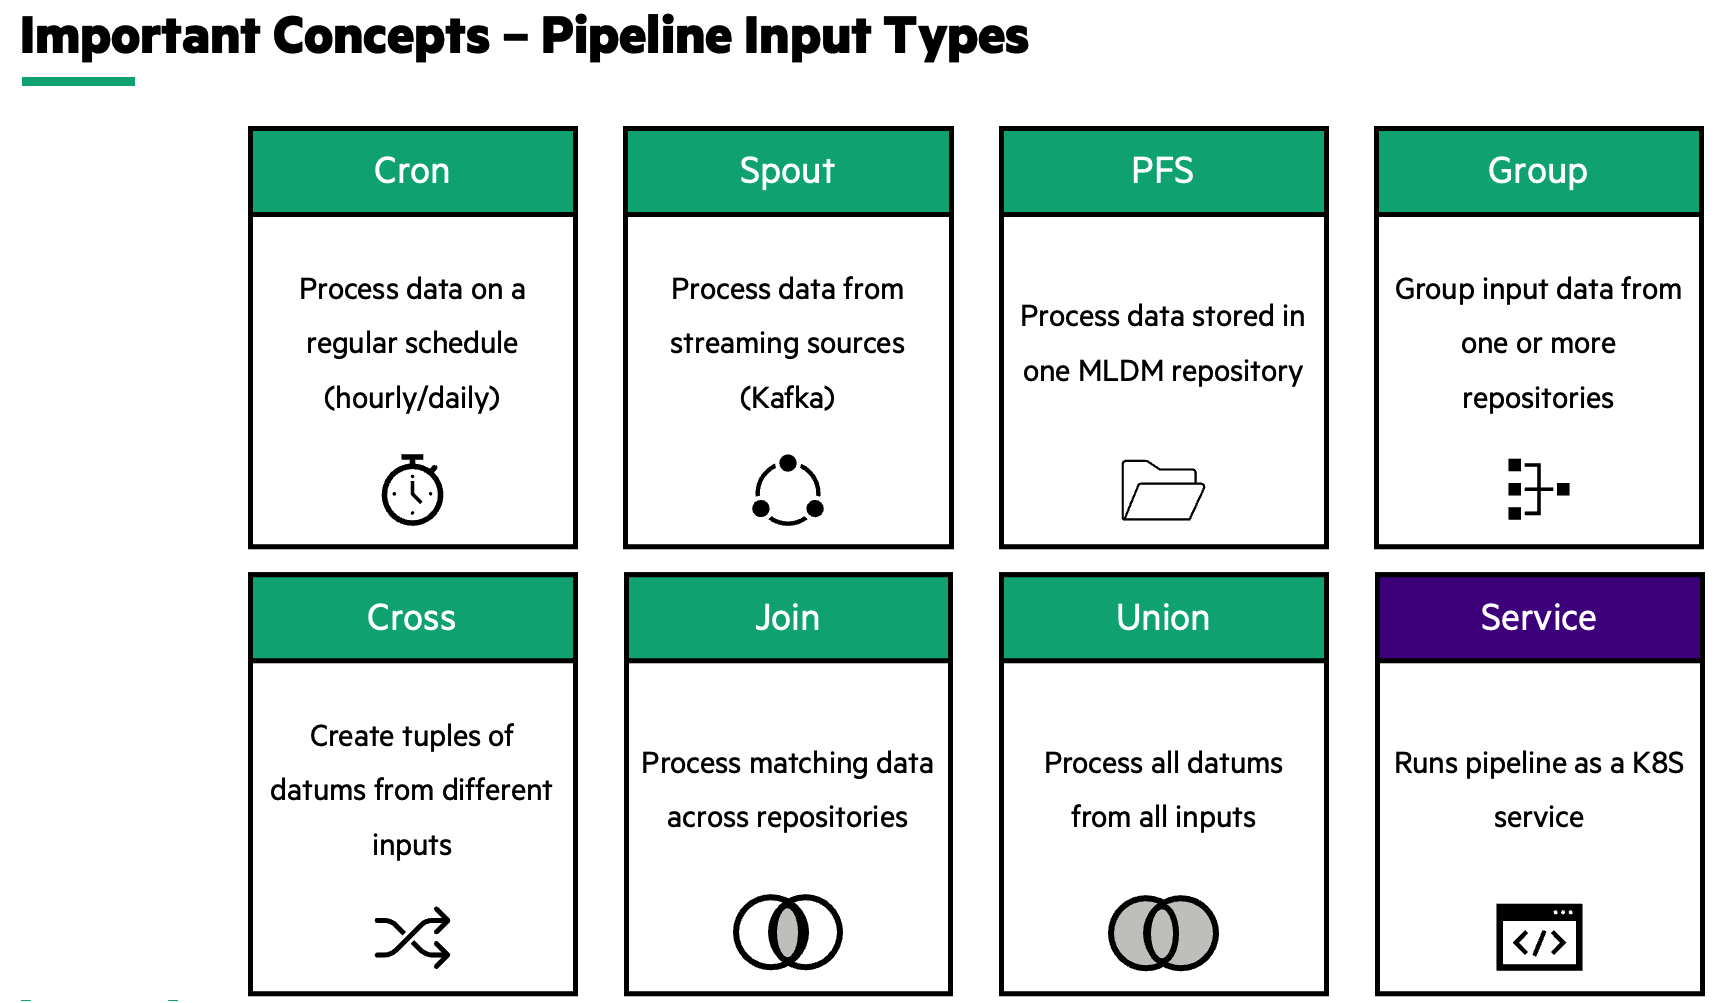 Important Concepts – Pipeline Input Types
Cron
Process data on a
regular schedule
(hourly/daily)
Spout
Process data from
streaming sources
(Kafka)
PFS
Process data stored in
one MLDM repository
Group
Group input data from
one or more
repositories
Cross
Create tuples of
datums from different
inputs
Join
Process matching data
across repositories
Union
Process all datums
from all inputs
Service
Runs pipeline as a K8S
service
</>